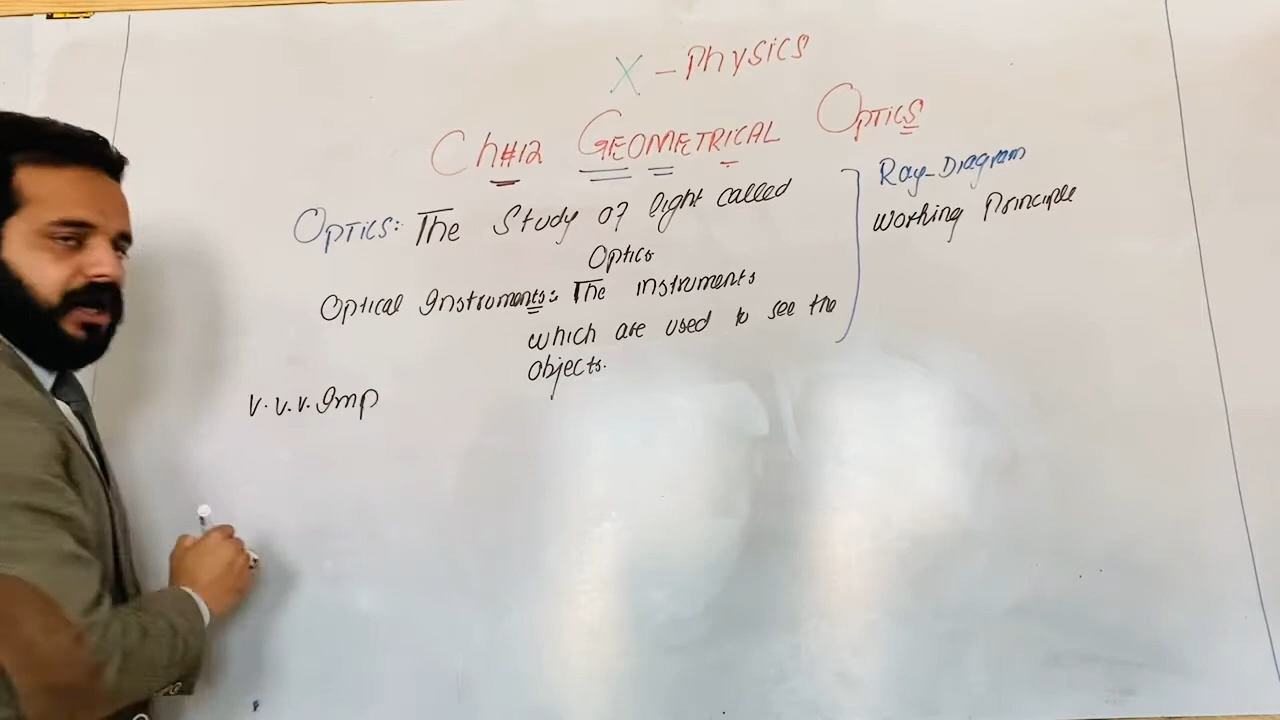 X - Physics
Ch#12 GEOMETRICAL OPTICS
OPTICS: The Study of light called
Optics
Optical Instruments: The instruments
which are used to see the
objects.
Ray-Diagram
Working Principle
V.V.V. Imp